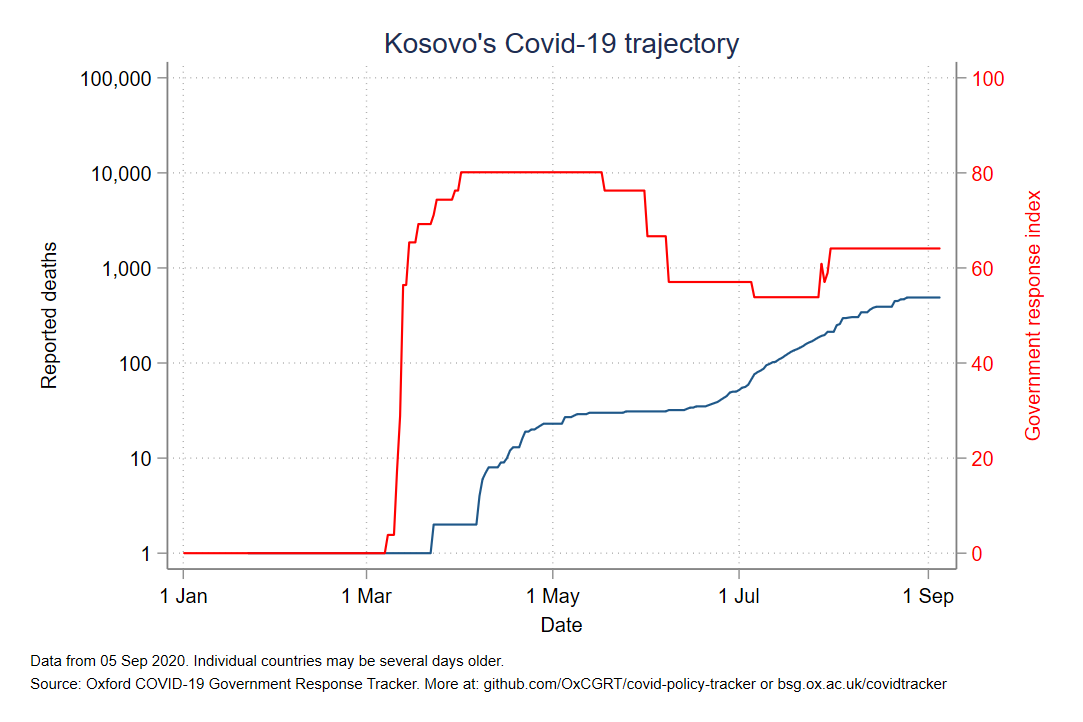 Kosovo's Covid-19 trajectory
100,000
10,000
1,000
100
10
1
Reported deaths
100
80
60
40
20
0
Government response index
1 Jan
1 Mar
1 May
1 Jul
1 Sep
Date
Data from 05 Sep 2020. Individual countries may be several days older.
Source: Oxford COVID-19 Government Response Tracker. More at: github.com/OxCGRT/covid-policy-tracker or bsg.ox.ac.uk/covidtracker